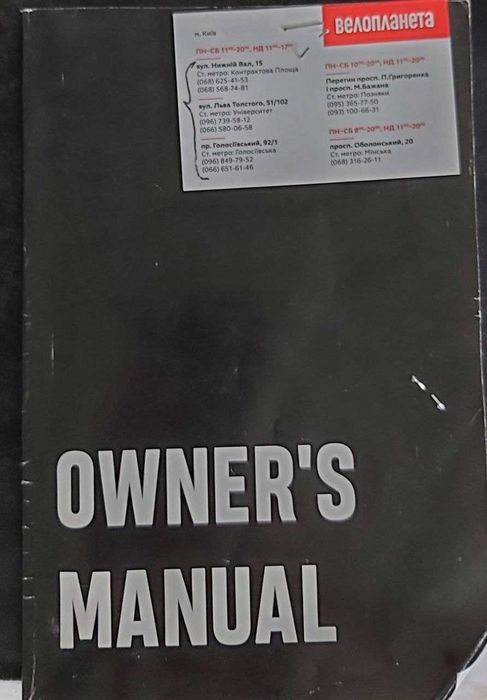 велопланета
м. Київ
ПН-СБ 11⁰⁰-20⁰⁰, НД 11⁰⁰-17⁰⁰
вул. Нижній Вал, 15
Ст. метро: Контрактова Площа
(068) 625-41-53
(068) 568-74-81
вул. Льва Толстого, 51/102
Ст. метро: Університет
(096) 739-58-12
(066) 580-06-58
пр. Голосіївський, 92/1
Ст. метро: Голосіївська
(096) 849-79-52
(066) 651-61-46
ПН-СБ 10⁰⁰-20⁰⁰, НД 11⁰⁰-20⁰⁰
Перетин просп. П.Григоренка
і просп. М.Бажана
Ст. метро: Позняки
(095) 365-77-50
(093) 100-66-31
ПН-СБ 8⁰⁰-20⁰⁰, НД 11⁰⁰-20⁰⁰
просп. Оболонський, 20
Ст. метро: Мінська
(068) 316-26-11
OWNER'S
MANUAL